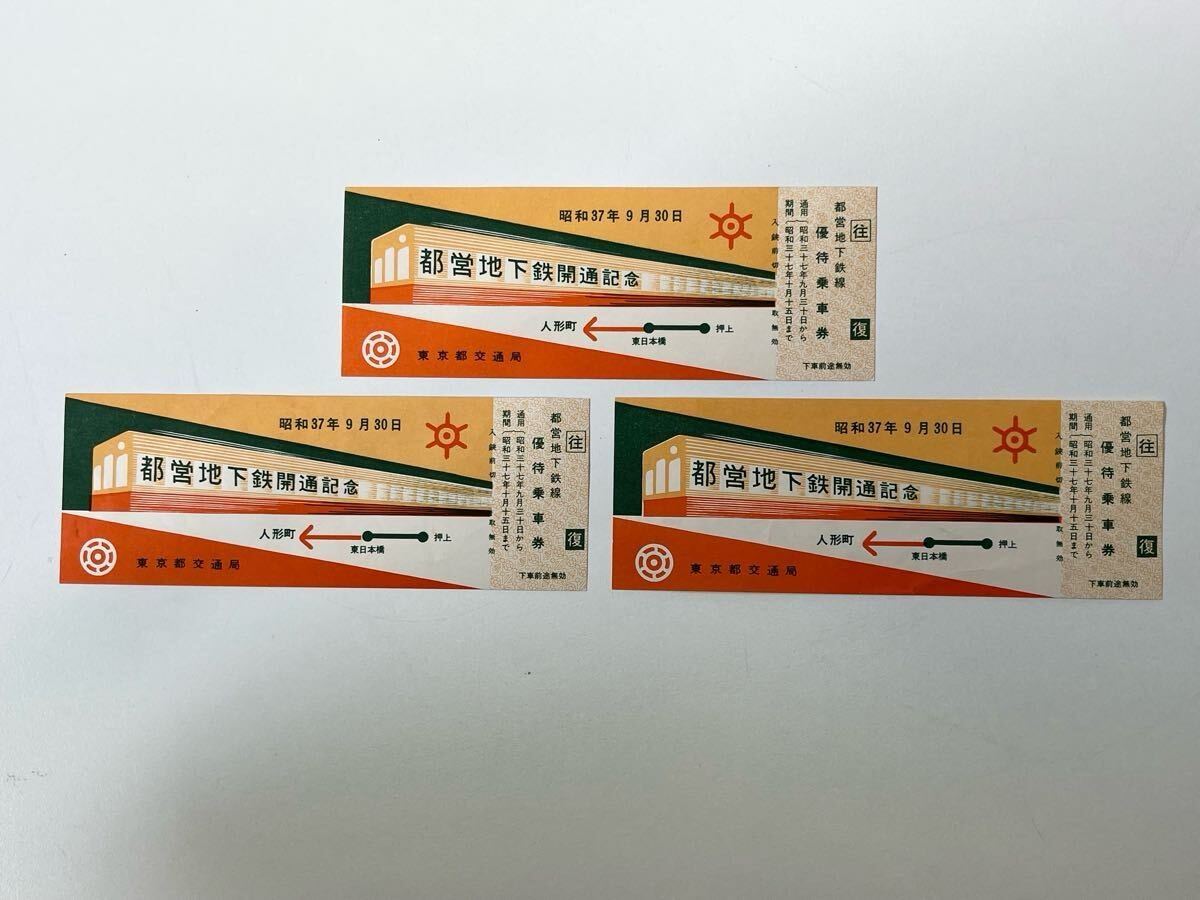 昭和37年9月30日
都営地下鉄開通記念
人形町
東日本橋
押上
東京都交通局
入鋏前切取無効
往
復
都営地下鉄線
優待乗車券
通用期間
昭和三十七年九月三十日から
昭和三十七年十月十五日まで
下車前途無効
昭和37年9月30日
都営地下鉄開通記念
人形町
東日本橋
押上
東京都交通局
入鋏前切取無効
往
復
都営地下鉄線
優待乗車券
通用期間
昭和三十七年九月三十日から
昭和三十七年十月十五日まで
下車前途無効
昭和37年9月30日
都営地下鉄開通記念
人形町
東日本橋
押上
東京都交通局
入鋏前切取無効
往
復
都営地下鉄線
優待乗車券
通用期間
昭和三十七年九月三十日から
昭和三十七年十月十五日まで
下車前途無効